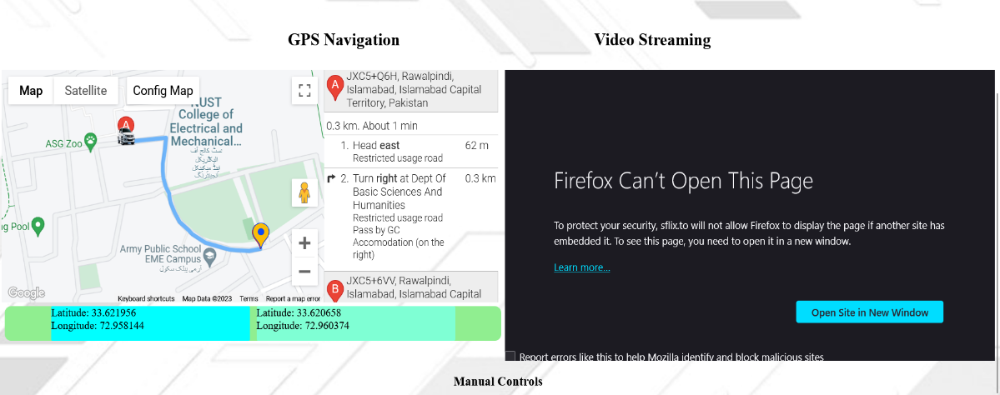 GPS Navigation
Video Streaming
Map
Satellite
Config Map
NUST
College of
Electrical and
Mechanical...
A
ASG Zoo
ng Pool
Army Public School
EME Campus
آرمی پبلک سکول
Google
Keyboard shortcuts
Map Data ©2023
Terms
Report a map error
A
JXC5+Q6H, Rawalpindi,
Islamabad, Islamabad Capital
Territory, Pakistan
0.3 km. About 1 min
1. Head east 62 m
Restricted usage road
2. Turn right at Dept Of 0.3 km
Basic Sciences And
Humanities
Restricted usage road
Pass by GC
Accomodation (on the
right)
B
JXC5+6VV, Rawalpindi,
Islamabad, Islamabad Capital
Latitude: 33.621956
Longitude: 72.958144
Latitude: 33.620658
Longitude: 72.960374
Firefox Can't Open This Page
To protect your security, sflix.to will not allow Firefox to display the page if another site has
embedded it. To see this page, you need to open it in a new window.
Learn more...
Open Site in New Window
Report errors like this to help Mozilla identify and block malicious sites
Manual Controls